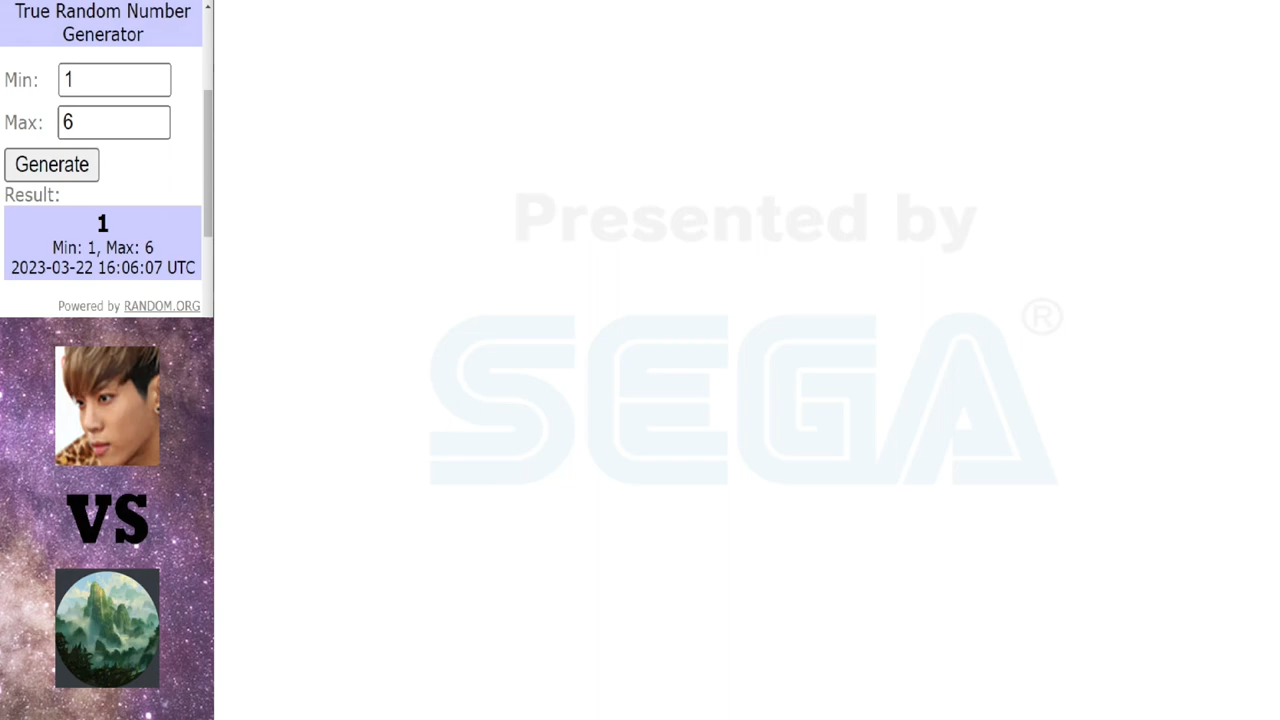 True Random Number
Generator
Min: 1
Max: 6
Generate
Result:
1
Min: 1, Max: 6
2023-03-22 16:06:07 UTC
Powered by RANDOM.ORG
VS
Presented by
SEGA®